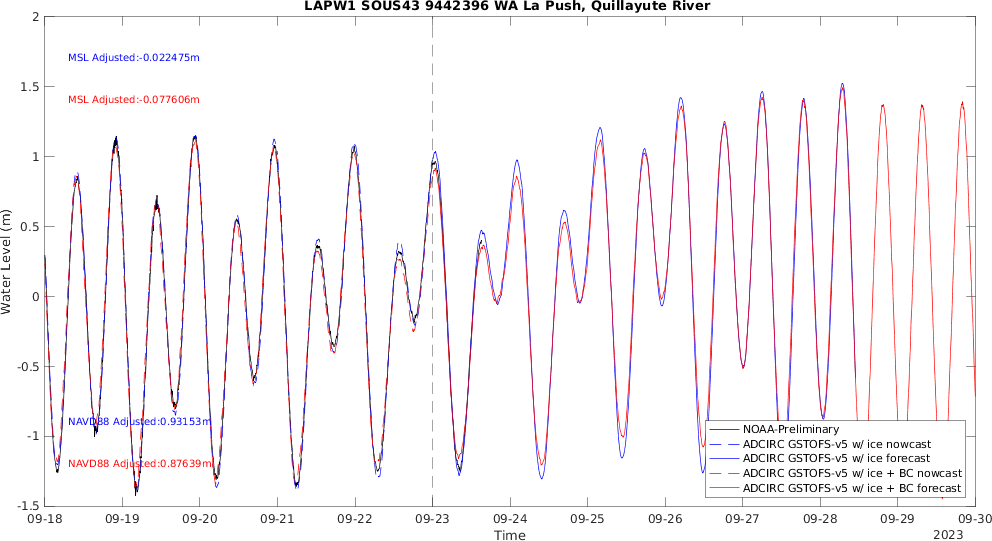 LAPW1 SOUS43 9442396 WA La Push, Quillayute River
2
MSL Adjusted:-0.022475m
1.5
MSL Adjusted:-0.077606m
1
0.5
Water Level (m)
0
-0.5
NAVD88 Adjusted:0.93153m
-1
NAVD88 Adjusted:0.87639m
-1.5
NOAA-Preliminary
ADCIRC GSTOFS-v5 w/ ice nowcast
ADCIRC GSTOFS-v5 w/ ice forecast
ADCIRC GSTOFS-v5 w/ ice + BC nowcast
ADCIRC GSTOFS-v5 w/ ice + BC forecast
09-18 09-19 09-20 09-21 09-22 09-23 09-24 09-25 09-26 09-27 09-28 09-29 09-30
Time
2023